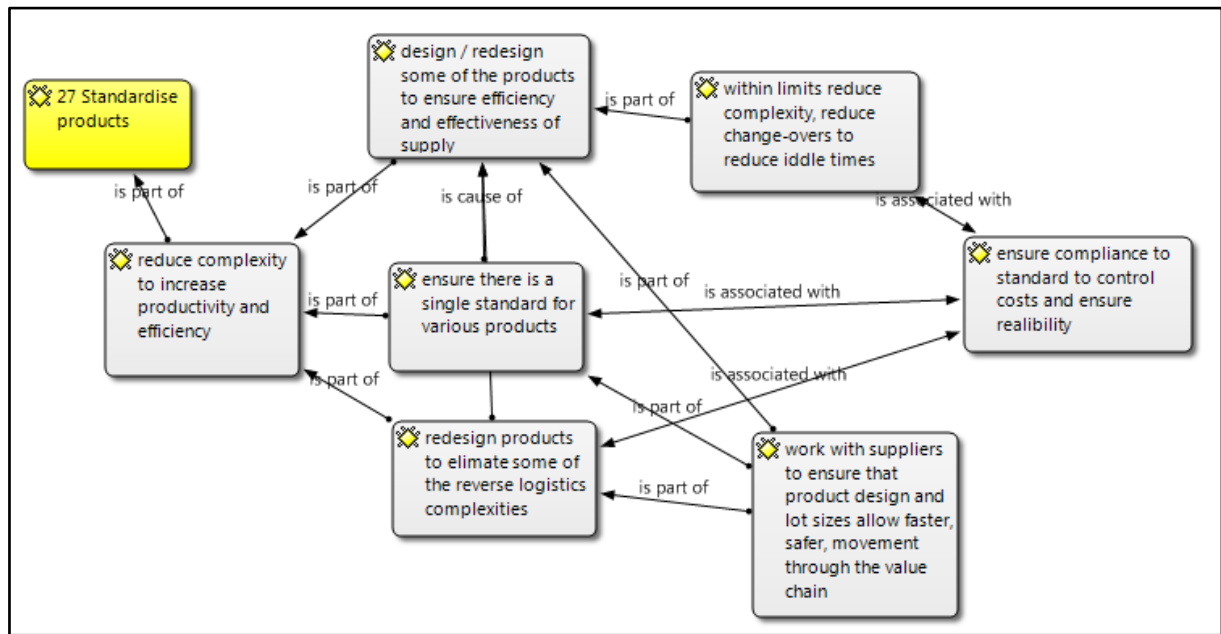 27 Standardise
products
design / redesign
some of the products
to ensure efficiency
and effectiveness of
supply
within limits reduce
complexity, reduce
change-overs to
reduce iddle times
is part of
is part of
is part of
is cause of
is associated with
reduce complexity
to increase
productivity and
efficiency
ensure there is a
single standard for
various products
ensure compliance to
standard to control
costs and ensure
realibility
is part of
is part of
is associated with
is part of
is associated with
is part of
redesign products
to elimate some of
the reverse logistics
complexities
work with suppliers
to ensure that
product design and
lot sizes allow faster,
safer, movement
through the value
chain
is part of